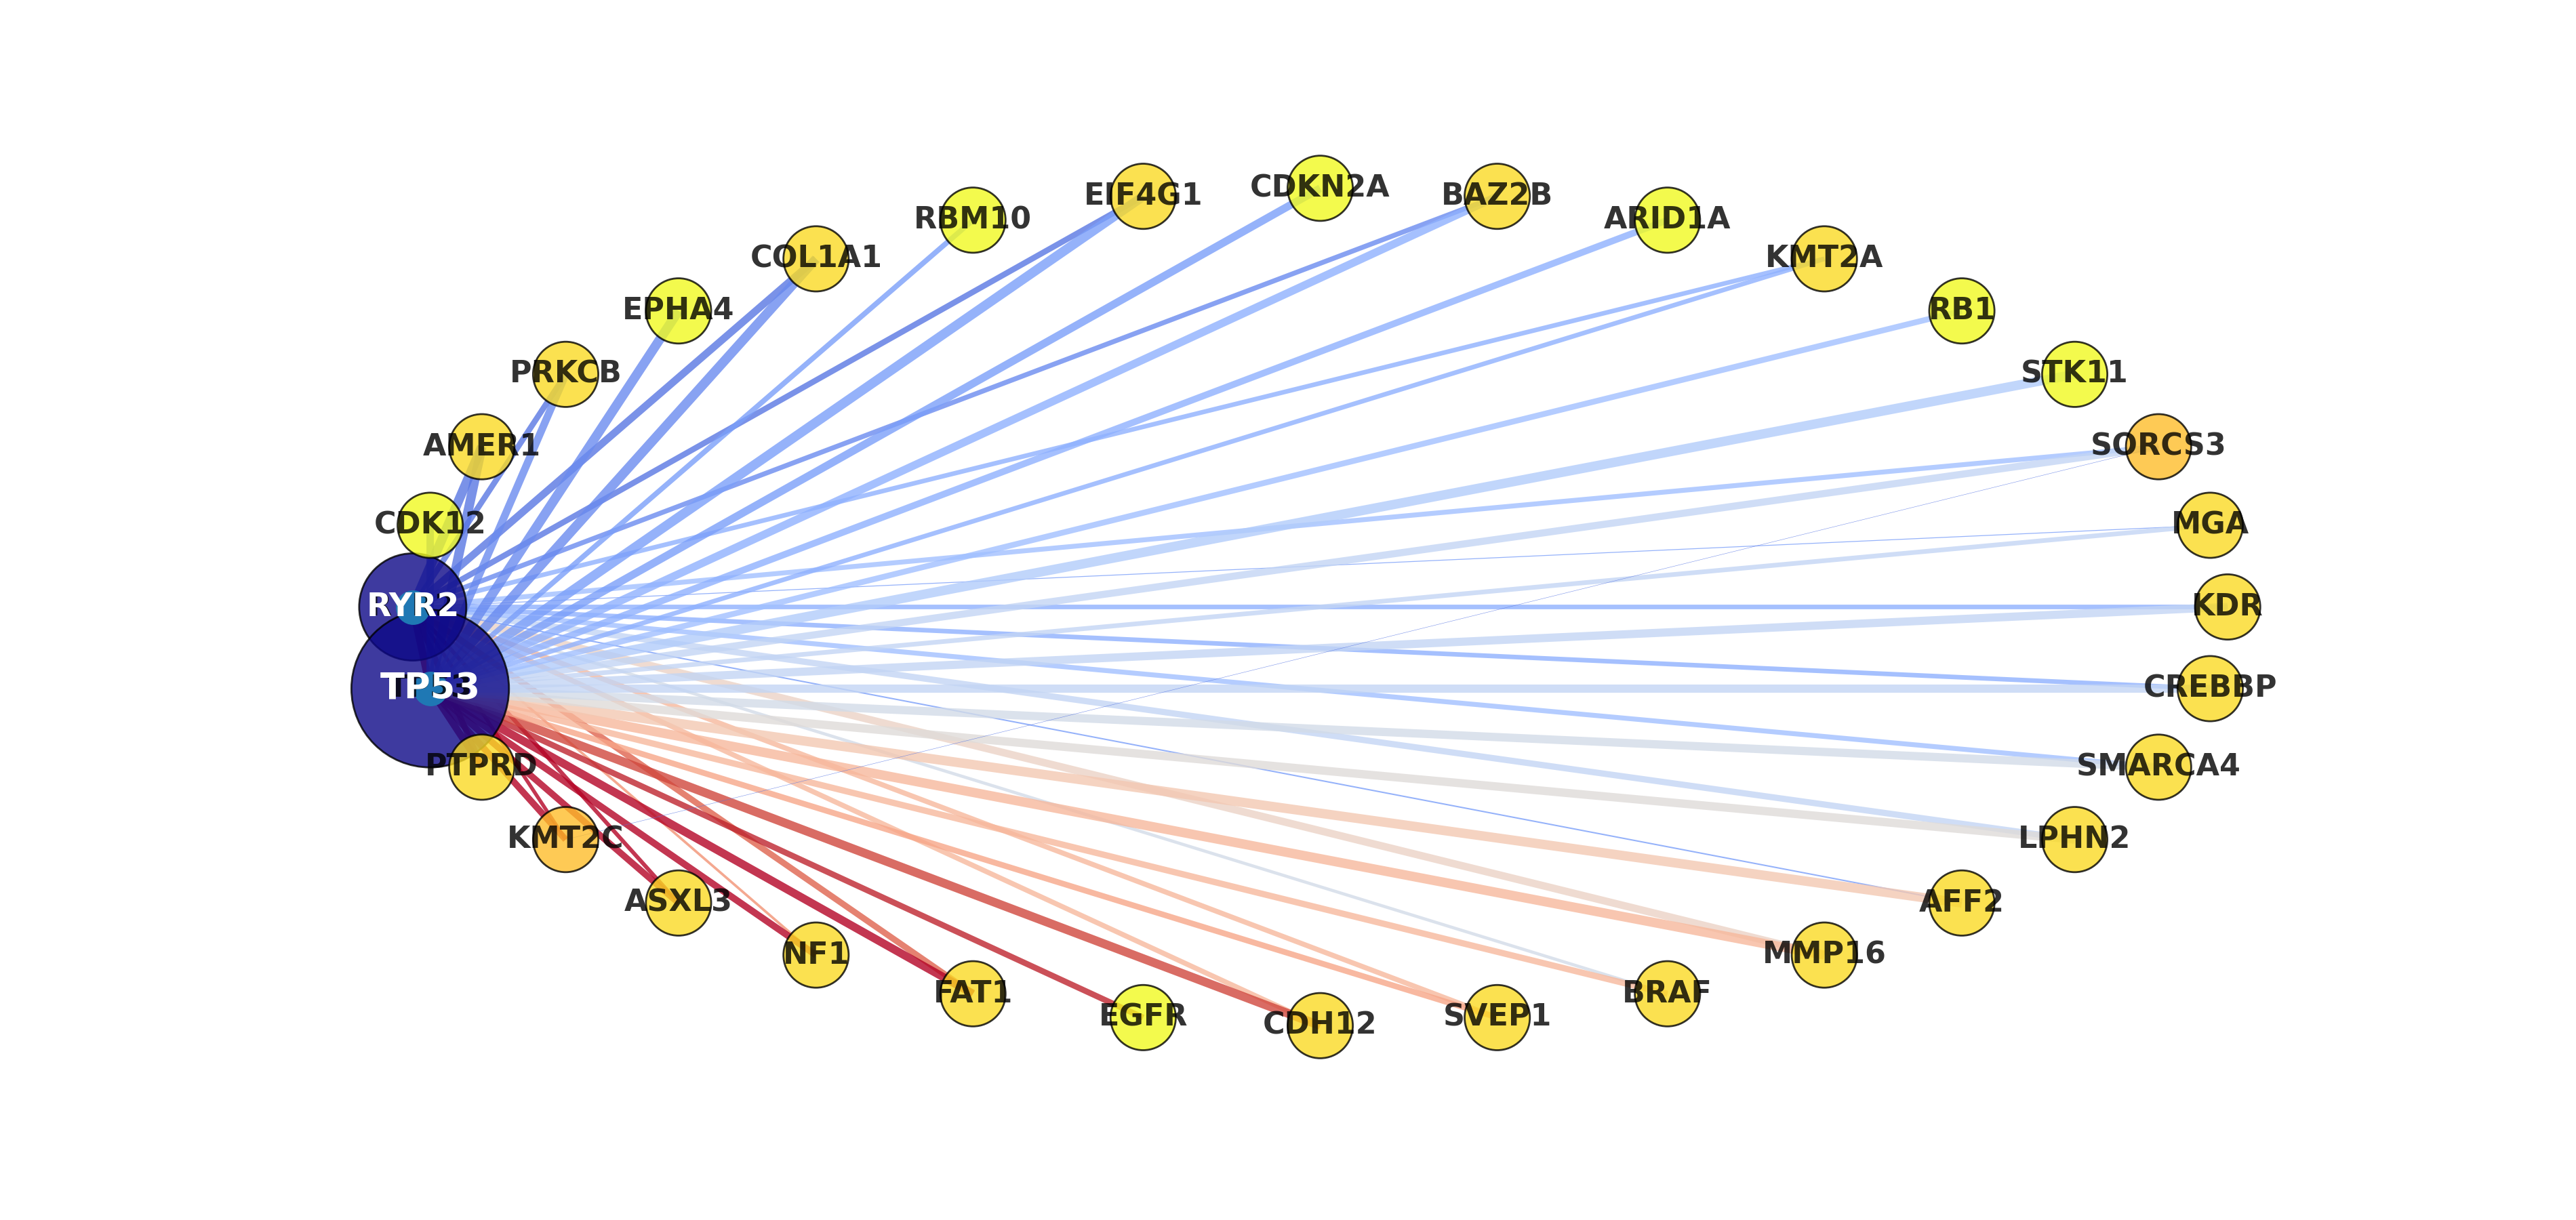 CDKN2A
EIF4G1
BAZ2B
RBM10
ARID1A
COL1A1
KMT2A
EPHA4
RB1
PRKCB
STK11
AMER1
SORCS3
CDK12
MGA
RYR2
KDR
TP53
CREBBP
PTPRD
SMARCA4
KMT2C
LPHN2
ASXL3
AFF2
NF1
MMP16
FAT1
BRAF
EGFR
SVEP1
CDH12